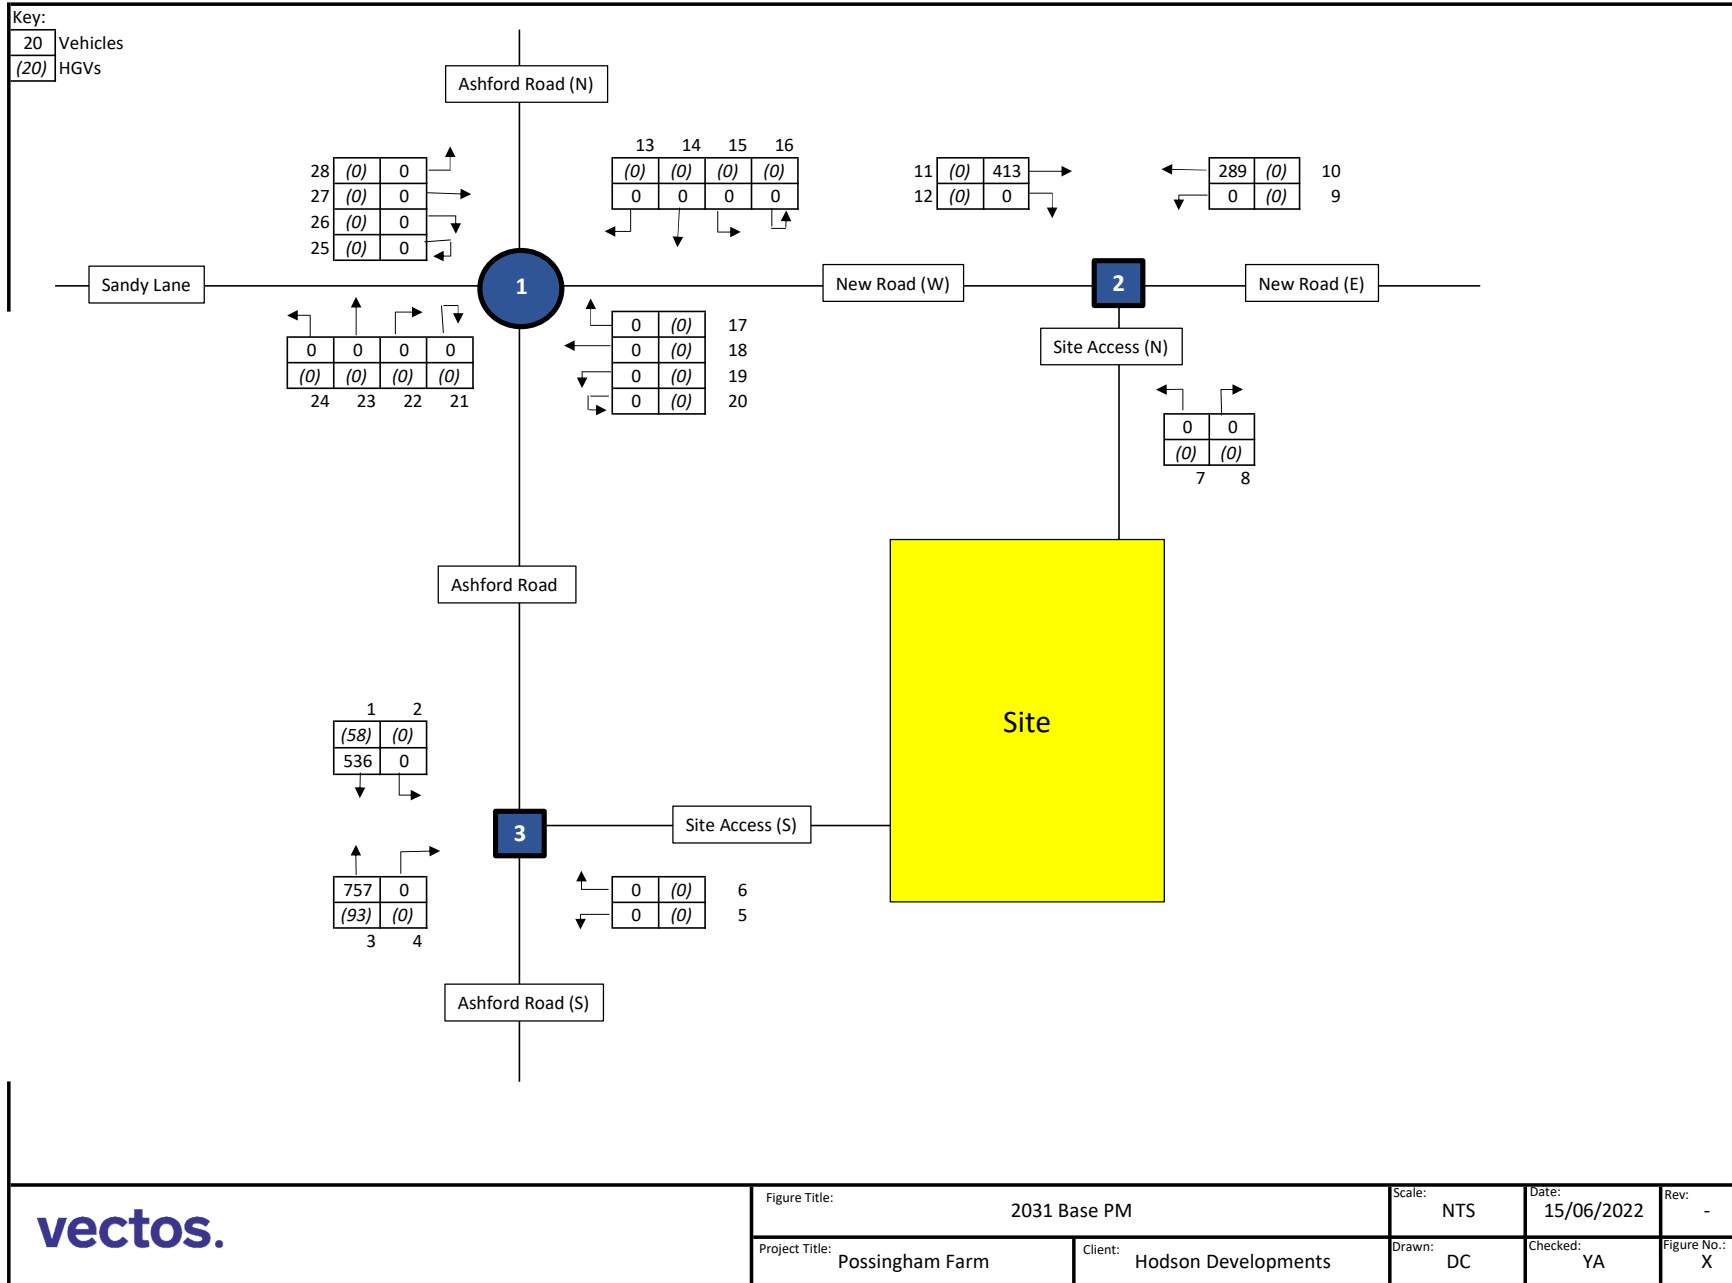 Key:
20 Vehicles
(20) HGVs
Ashford Road (N)
13 14 15 16
(0) (0) (0) (0)
0 0 0 0
28 (0) 0
27 (0) 0
26 (0) 0
25 (0) 0
11 (0) 413
12 (0) 0
289 (0) 10
0 (0) 9
Sandy Lane
1
New Road (W)
2
New Road (E)
0 0 0 0
(0) (0) (0) (0)
24 23 22 21
0 (0) 17
0 (0) 18
0 (0) 19
0 (0) 20
Site Access (N)
0 0
(0) (0)
7 8
Ashford Road
Site
1 2
(58) (0)
536 0
3
Site Access (S)
757 0
(93) (0)
3 4
0 (0) 6
0 (0) 5
Ashford Road (S)
vectos.
Figure Title: 2031 Base PM
Scale: NTS
Date: 15/06/2022
Rev: -
Project Title: Possingham Farm
Client: Hodson Developments
Drawn: DC
Checked: YA
Figure No.: X